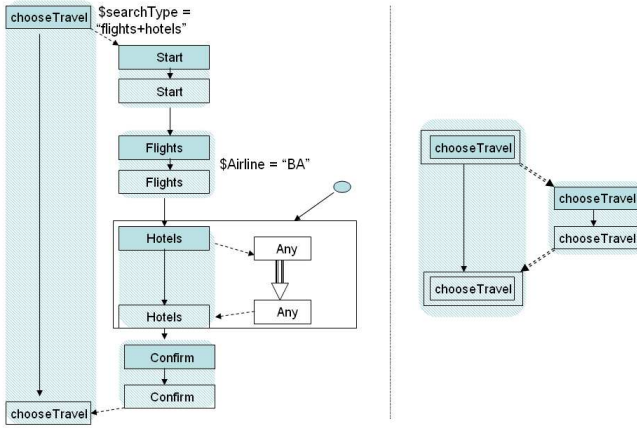 chooseTravel
$searchType =
“flights+hotels”
Start
Start
Flights
$Airline = “BA”
Flights
Hotels
Any
Any
Hotels
Confirm
Confirm
chooseTravel
chooseTravel
chooseTravel
chooseTravel
chooseTravel